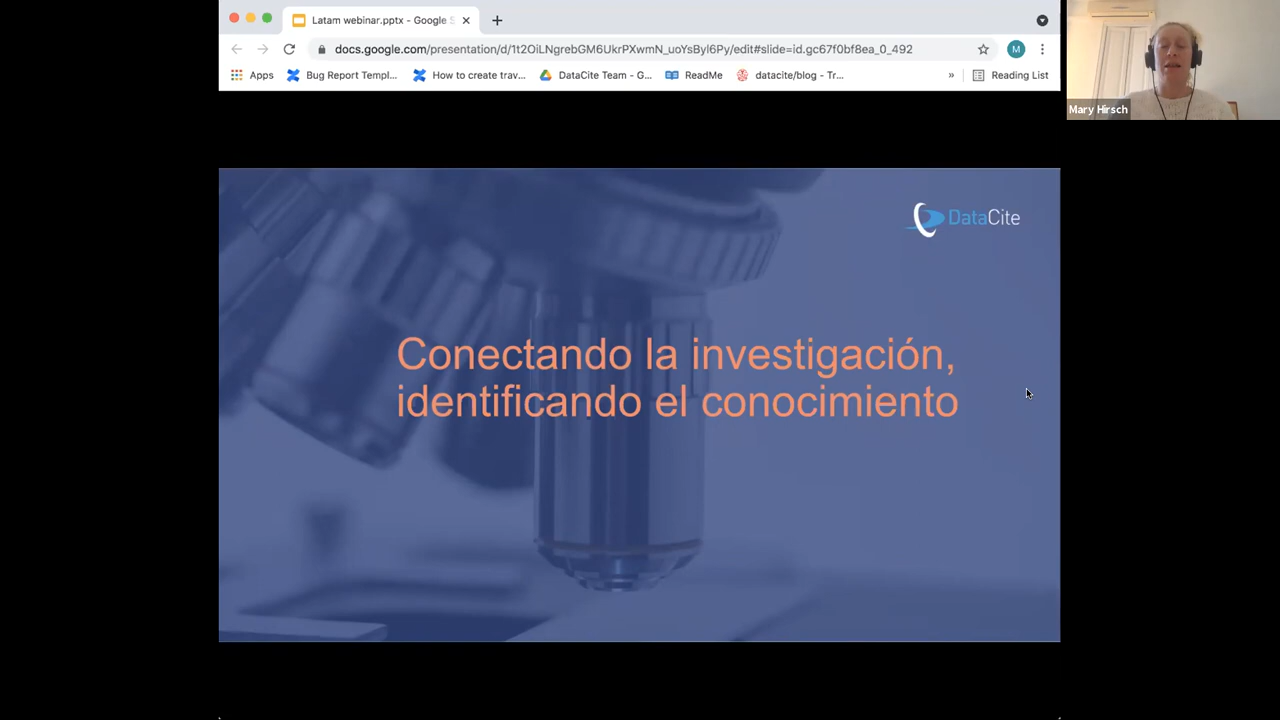 Latam webinar.pptx - Google S
docs.google.com/presentation/d/1t2OiLNgrebGM6UkrPXwmN_uoYsByl6Py/edit#slide=id.gc67f0bf8ea_0_492
M
Apps
Bug Report Templ...
How to create trav...
DataCite Team - G...
ReadMe
datacite/blog - Tr...
»
Reading List
Mary Hirsch
DataCite
Conectando la investigación,
identificando el conocimiento